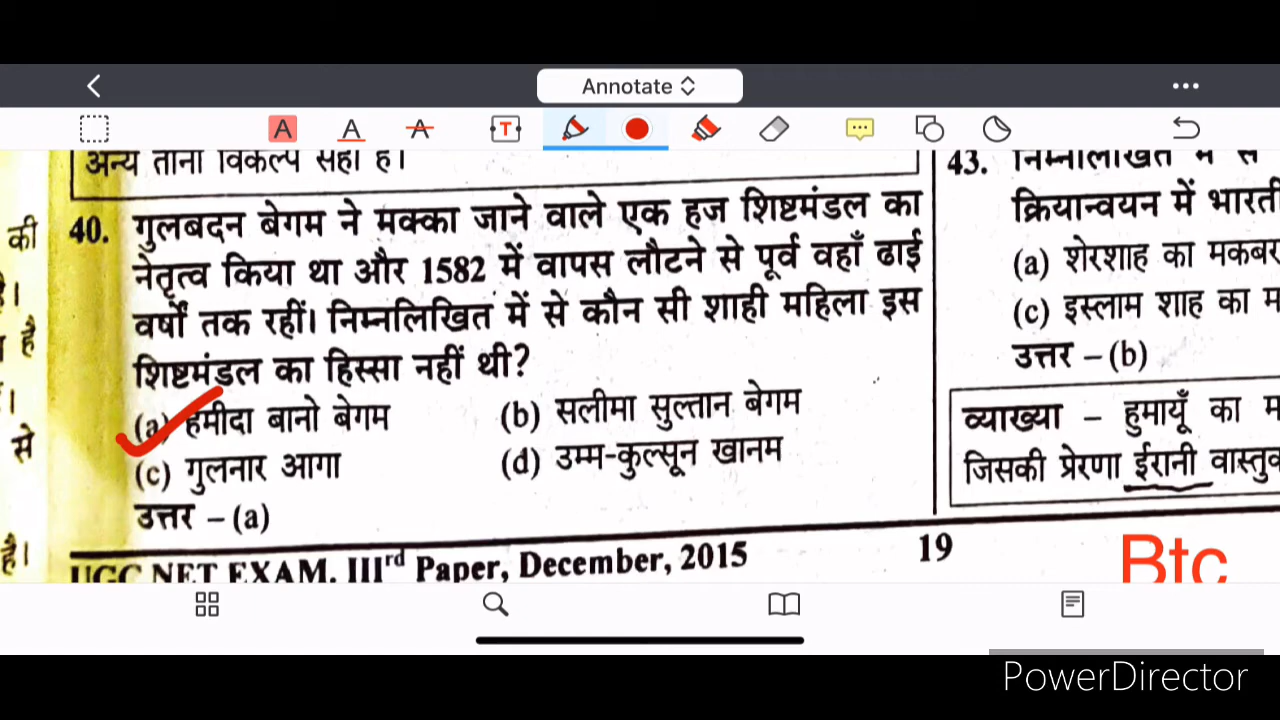 Annotate
अन्य तीनों विकल्प सही हैं।
की
है।
है
से
है।
40. गुलबदन बेगम ने मक्का जाने वाले एक हज शिष्टमंडल का
नेतृत्व किया था और 1582 में वापस लौटने से पूर्व वहाँ ढाई
वर्षों तक रहीं। निम्नलिखित में से कौन सी शाही महिला इस
शिष्टमंडल का हिस्सा नहीं थी?
(a) हमीदा बानो बेगम (b) सलीमा सुल्तान बेगम
(c) गुलनार आगा (d) उम्म-कुल्सून खानम
उत्तर – (a)
43. निम्नलिखित में से
क्रियान्वयन में
(a) शेरशाह का
(c) इस्लाम शाह का
उत्तर – (b)
व्याख्या – हुमायूँ का
जिसकी प्रेरणा ईरानी
UGC NET EXAM. IIIrd Paper, December, 2015 19
Btc
PowerDirector